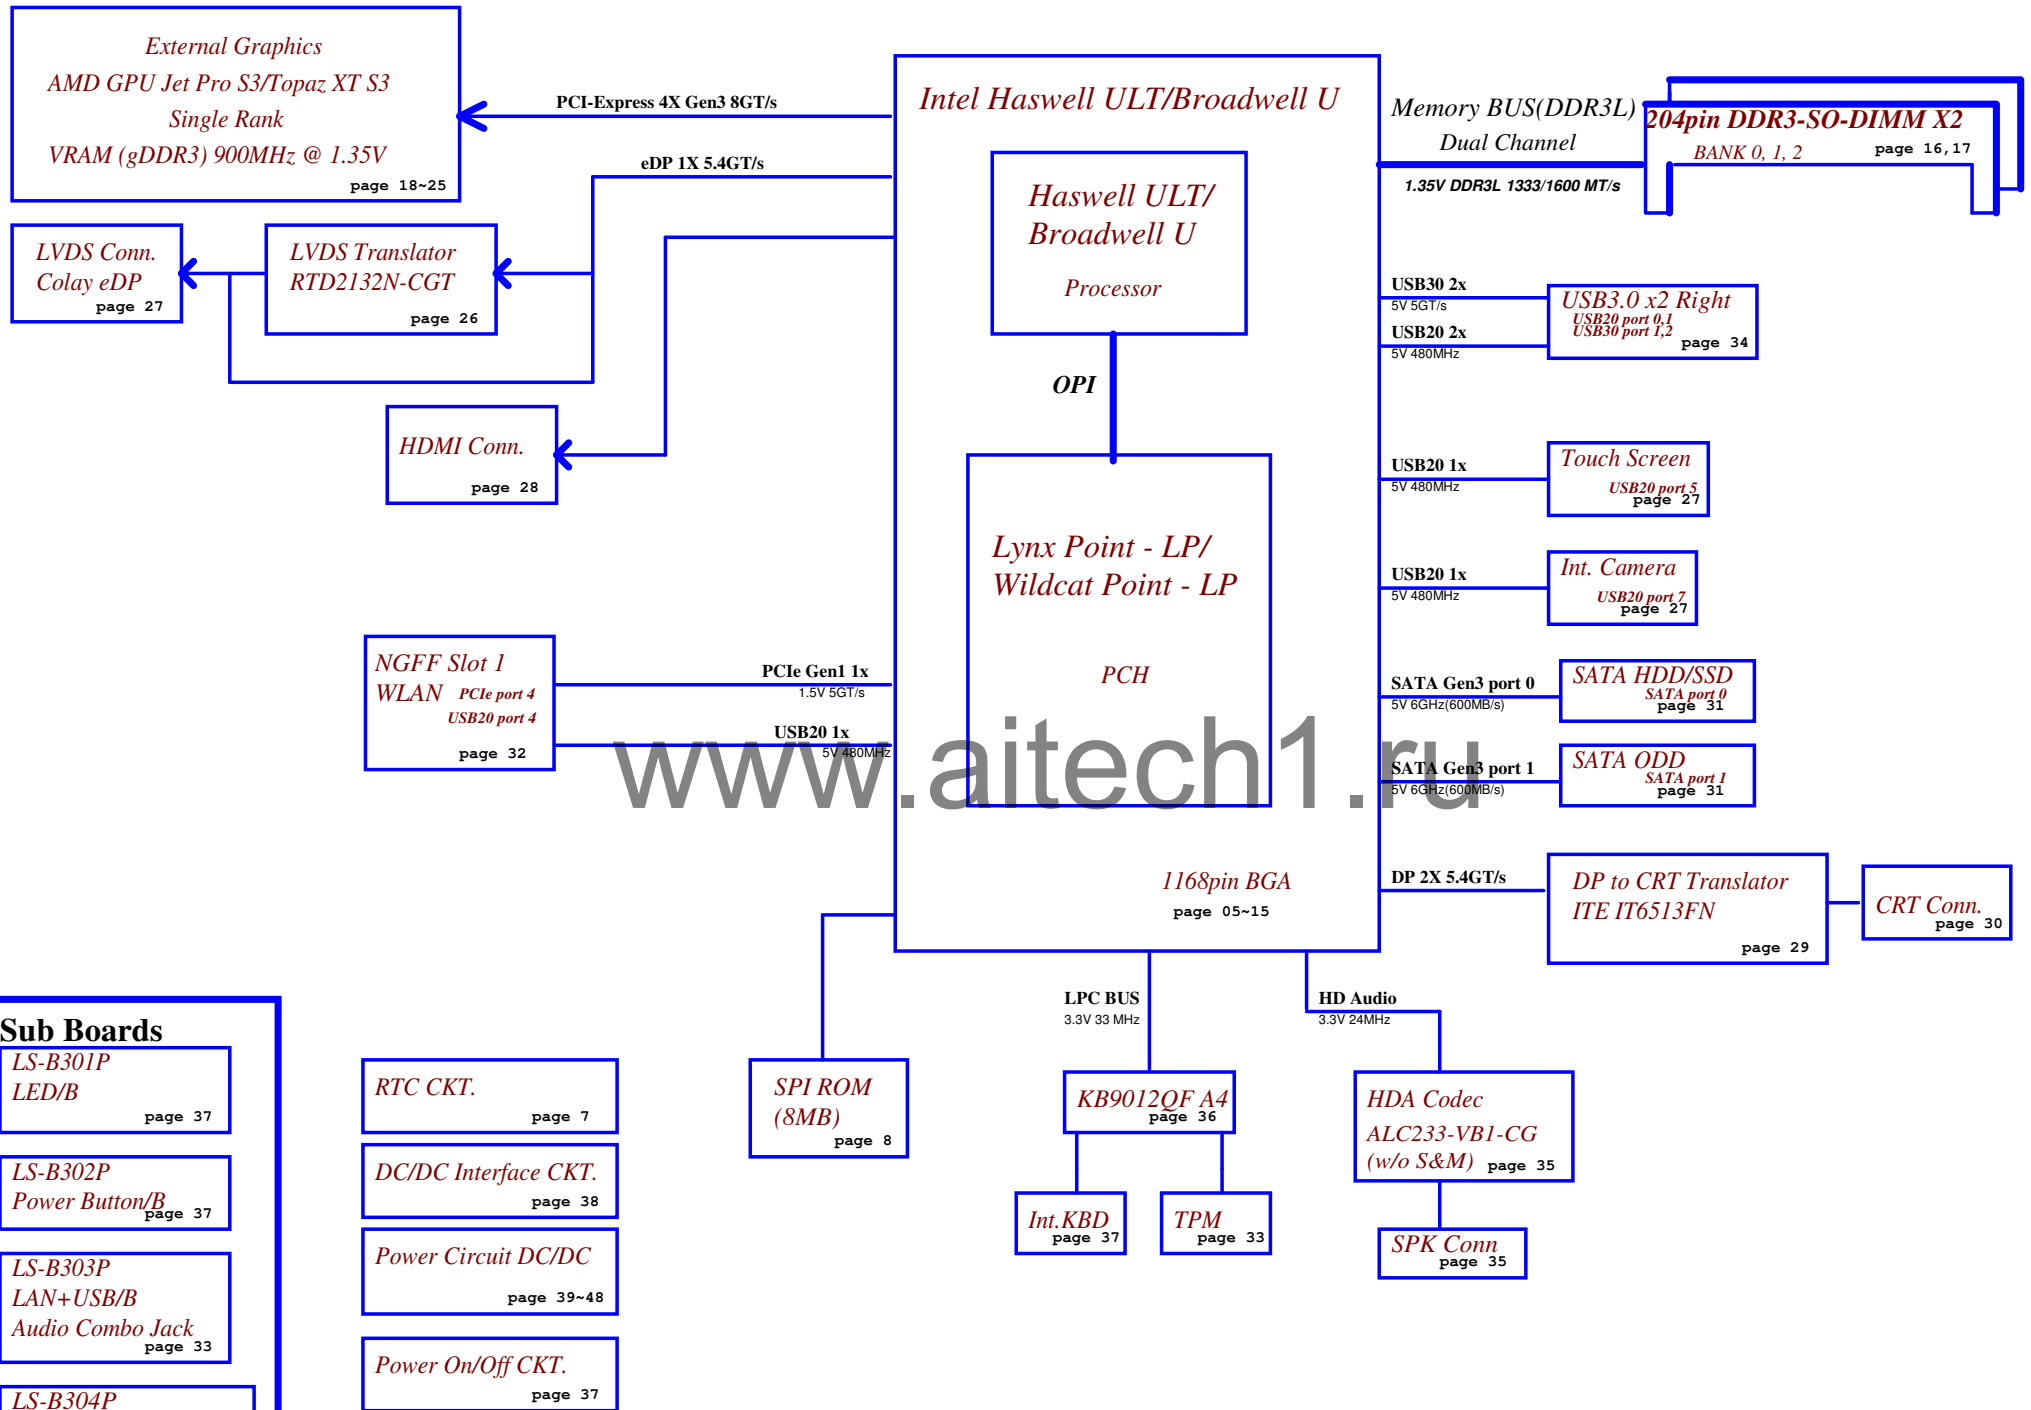 External Graphics
AMD GPU Jet Pro S3/Topaz XT S3
Single Rank
VRAM (gDDR3) 900MHz @ 1.35V
page 18~25
PCI-Express 4X Gen3 8GT/s
eDP 1X 5.4GT/s
LVDS Conn.
Colay eDP
page 27
LVDS Translator
RTD2132N-CGT
page 26
HDMI Conn.
page 28
Intel Haswell ULT/Broadwell U
Haswell ULT/
Broadwell U
Processor
OPI
Lynx Point - LP/
Wildcat Point - LP
PCH
1168pin BGA
page 05~15
Memory BUS(DDR3L)
Dual Channel
1.35V DDR3L 1333/1600 MT/s
204pin DDR3-SO-DIMM X2
BANK 0, 1, 2
page 16,17
USB30 2x
5V 5GT/s
USB20 2x
5V 480MHz
USB3.0 x2 Right
USB20 port 0,1
USB30 port 1,2
page 34
USB20 1x
5V 480MHz
Touch Screen
USB20 port 5
page 27
USB20 1x
5V 480MHz
Int. Camera
USB20 port 7
page 27
NGFF Slot 1
WLAN PCIe port 4
USB20 port 4
page 32
PCIe Gen1 1x
1.5V 5GT/s
USB20 1x
5V 480MHz
SATA Gen3 port 0
5V 6GHz(600MB/s)
SATA HDD/SSD
SATA port 0
page 31
SATA Gen3 port 1
5V 6GHz(600MB/s)
SATA ODD
SATA port 1
page 31
www.aitech1.ru
DP 2X 5.4GT/s
DP to CRT Translator
ITE IT6513FN
page 29
CRT Conn.
page 30
LPC BUS
3.3V 33 MHz
HD Audio
3.3V 24MHz
Sub Boards
LS-B301P
LED/B
page 37
LS-B302P
Power Button/B
page 37
LS-B303P
LAN+USB/B
Audio Combo Jack
page 33
LS-B304P
RTC CKT.
page 7
DC/DC Interface CKT.
page 38
Power Circuit DC/DC
page 39~48
Power On/Off CKT.
page 37
SPI ROM
(8MB)
page 8
KB9012QF A4
page 36
Int.KBD
page 37
TPM
page 33
HDA Codec
ALC233-VB1-CG
(w/o S&M) page 35
SPK Conn
page 35